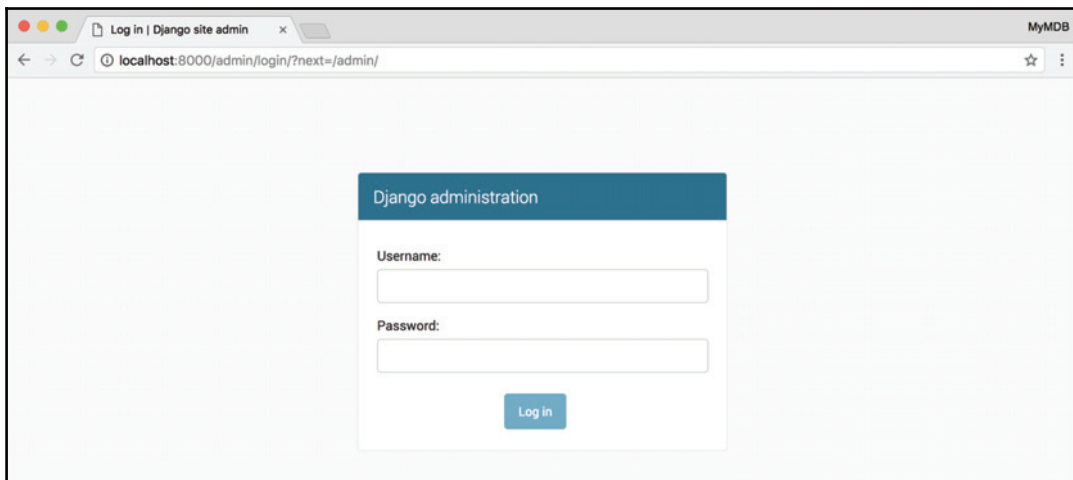 Log in | Django site admin
MyMDB
localhost:8000/admin/login/?next=/admin/
Django administration
Username:
Password:
Log in